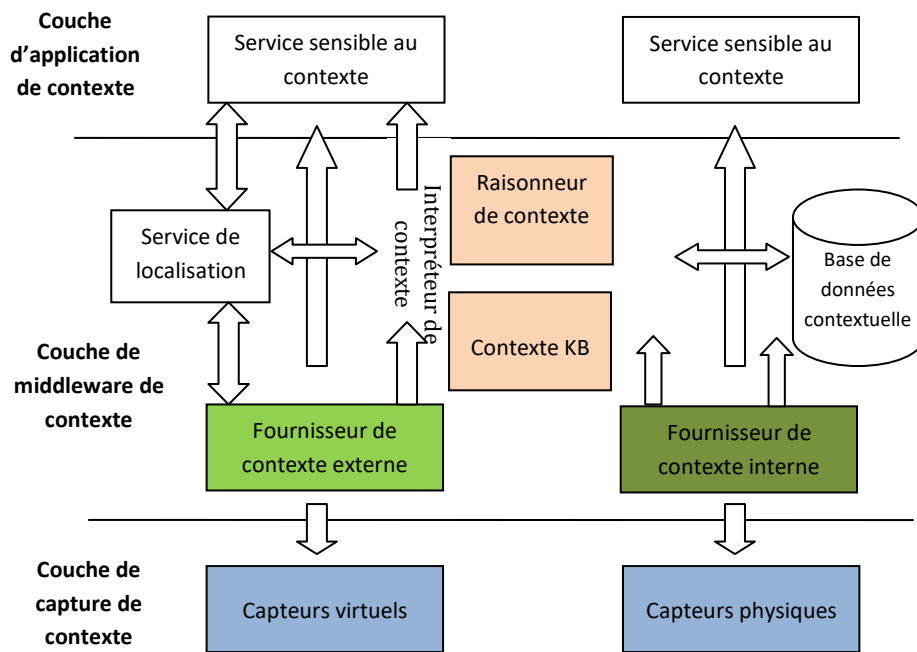 Couche
d'application
de contexte
Service sensible au
contexte
Service sensible au
contexte
Service de
localisation
Interpréteur de
contexte
Raisonneur
de contexte
Contexte KB
Base de
données
contextuelle
Couche de
middleware de
contexte
Fournisseur de
contexte externe
Fournisseur de
contexte interne
Couche de
capture de
contexte
Capteurs virtuels
Capteurs physiques